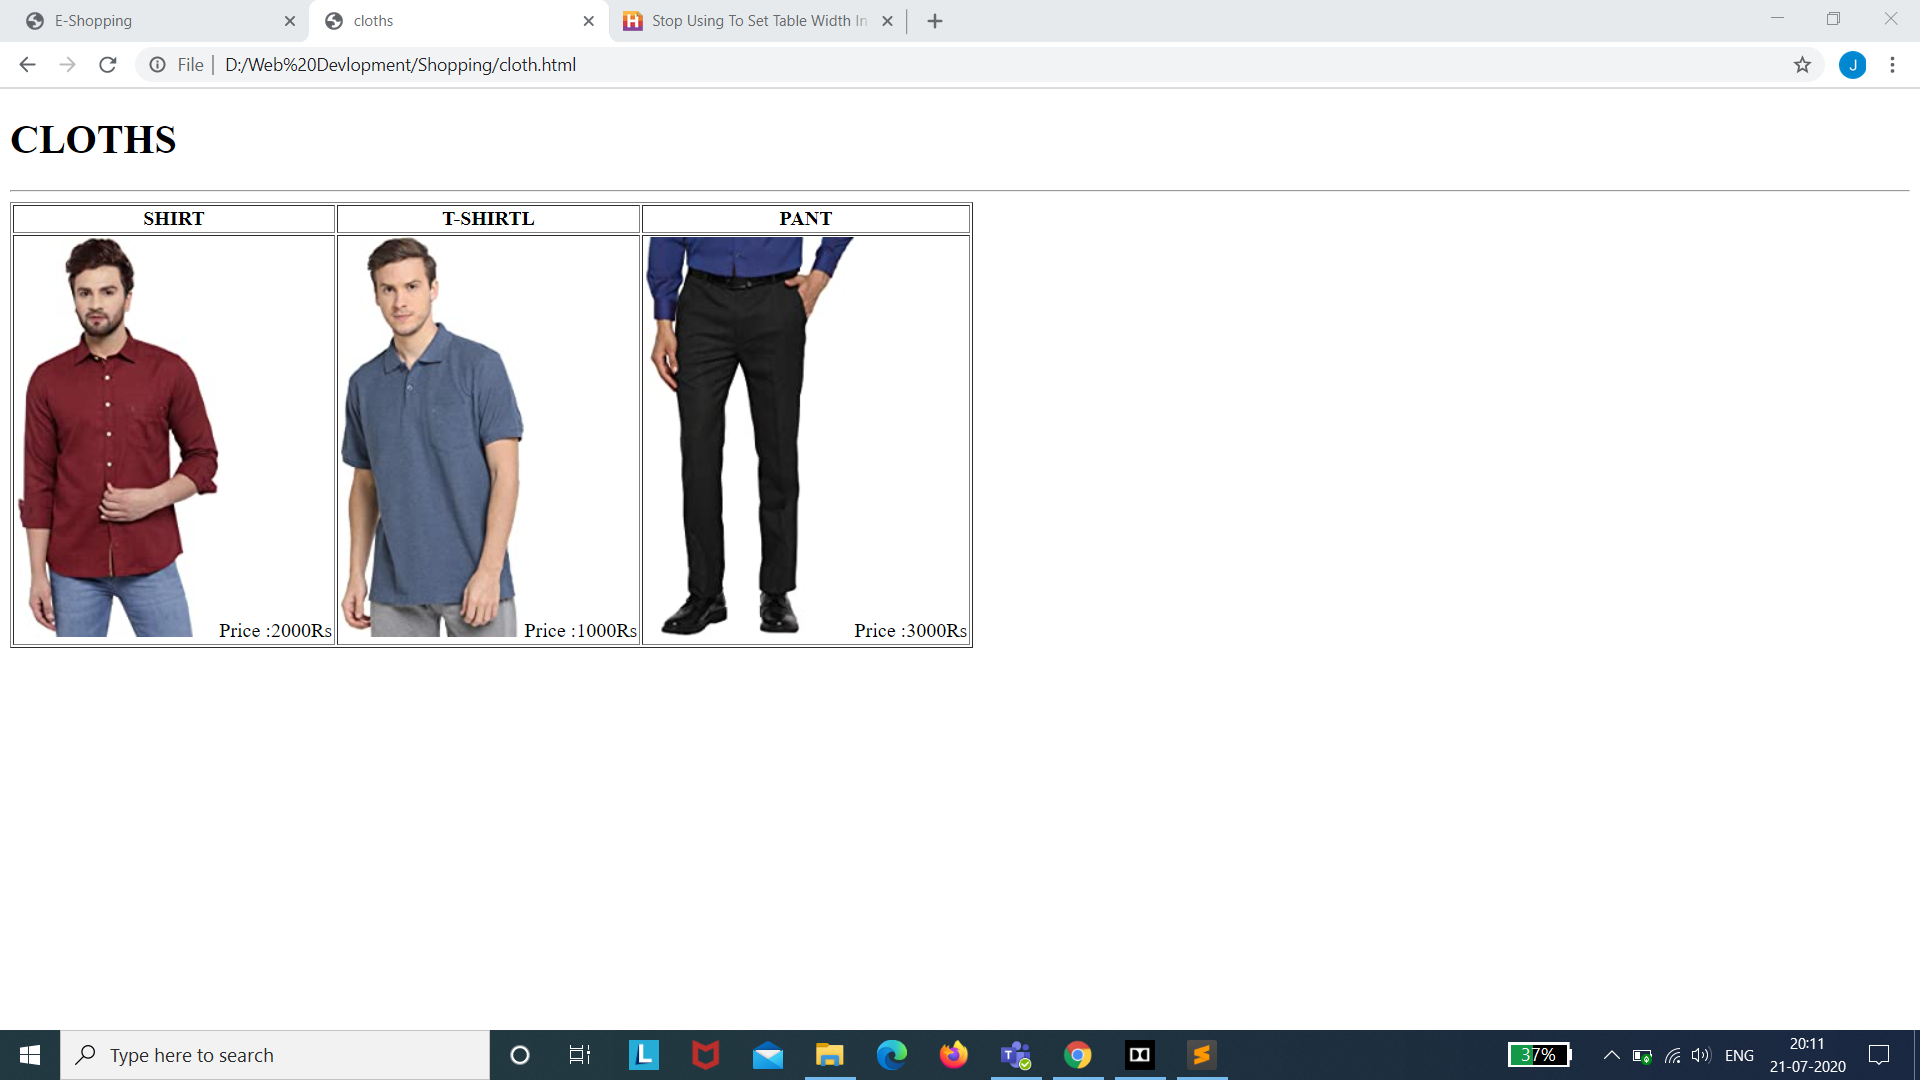 E-Shopping
cloths
Stop Using To Set Table Width In
File | D:/Web%20Devlopment/Shopping/cloth.html
J
CLOTHS
SHIRT T-SHIRTL PANT
Price :2000Rs Price :1000Rs Price :3000Rs
Type here to search
L
T
37%
ENG
20:11
21-07-2020